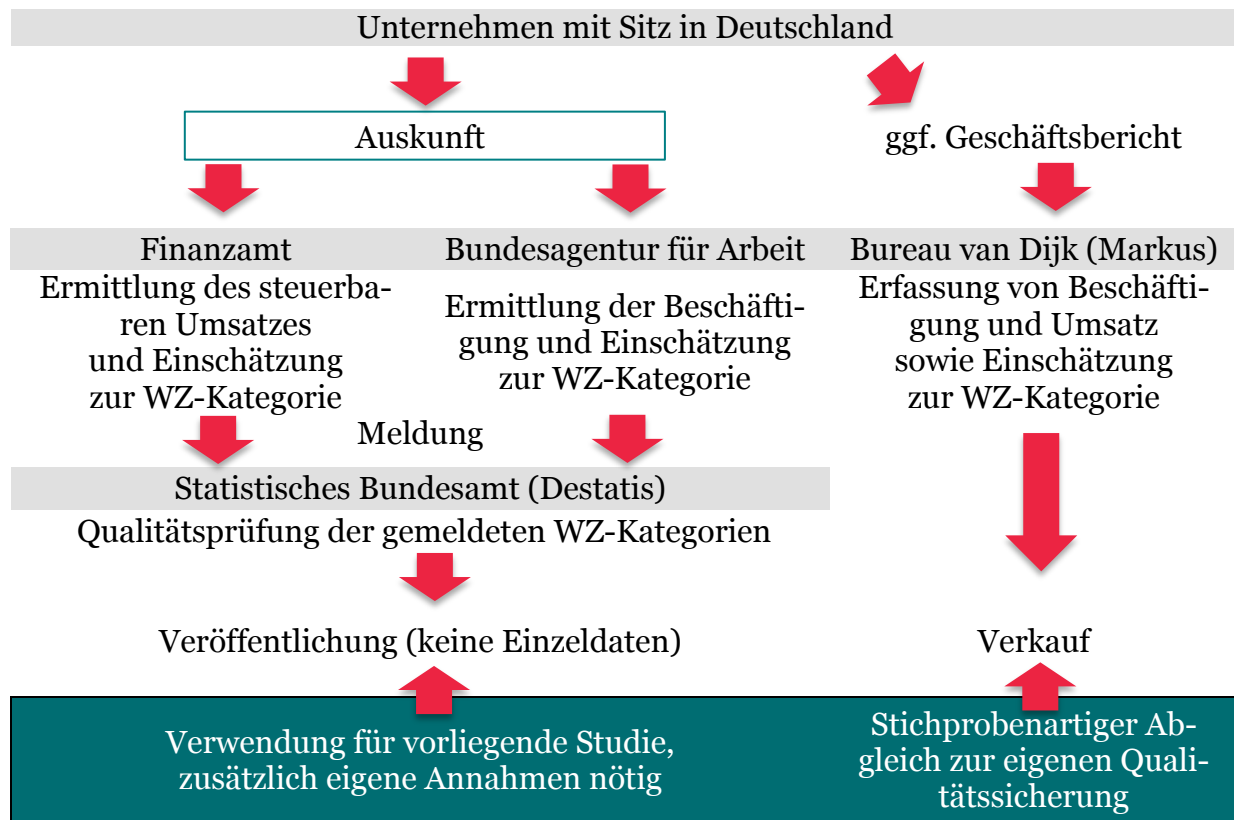 Unternehmen mit Sitz in Deutschland
Auskunft
ggf. Geschäftsbericht
Finanzamt
Ermittlung des steuerba-
ren Umsatzes
und Einschätzung
zur WZ-Kategorie
Bundesagentur für Arbeit
Ermittlung der Beschäfti-
gung und Einschätzung
zur WZ-Kategorie
Bureau van Dijk (Markus)
Erfassung von Beschäfti-
gung und Umsatz
sowie Einschätzung
zur WZ-Kategorie
Meldung
Statistisches Bundesamt (Destatis)
Qualitätsprüfung der gemeldeten WZ-Kategorien
Veröffentlichung (keine Einzeldaten)
Verkauf
Verwendung für vorliegende Studie,
zusätzlich eigene Annahmen nötig
Stichprobenartiger Ab-
gleich zur eigenen Quali-
tätssicherung